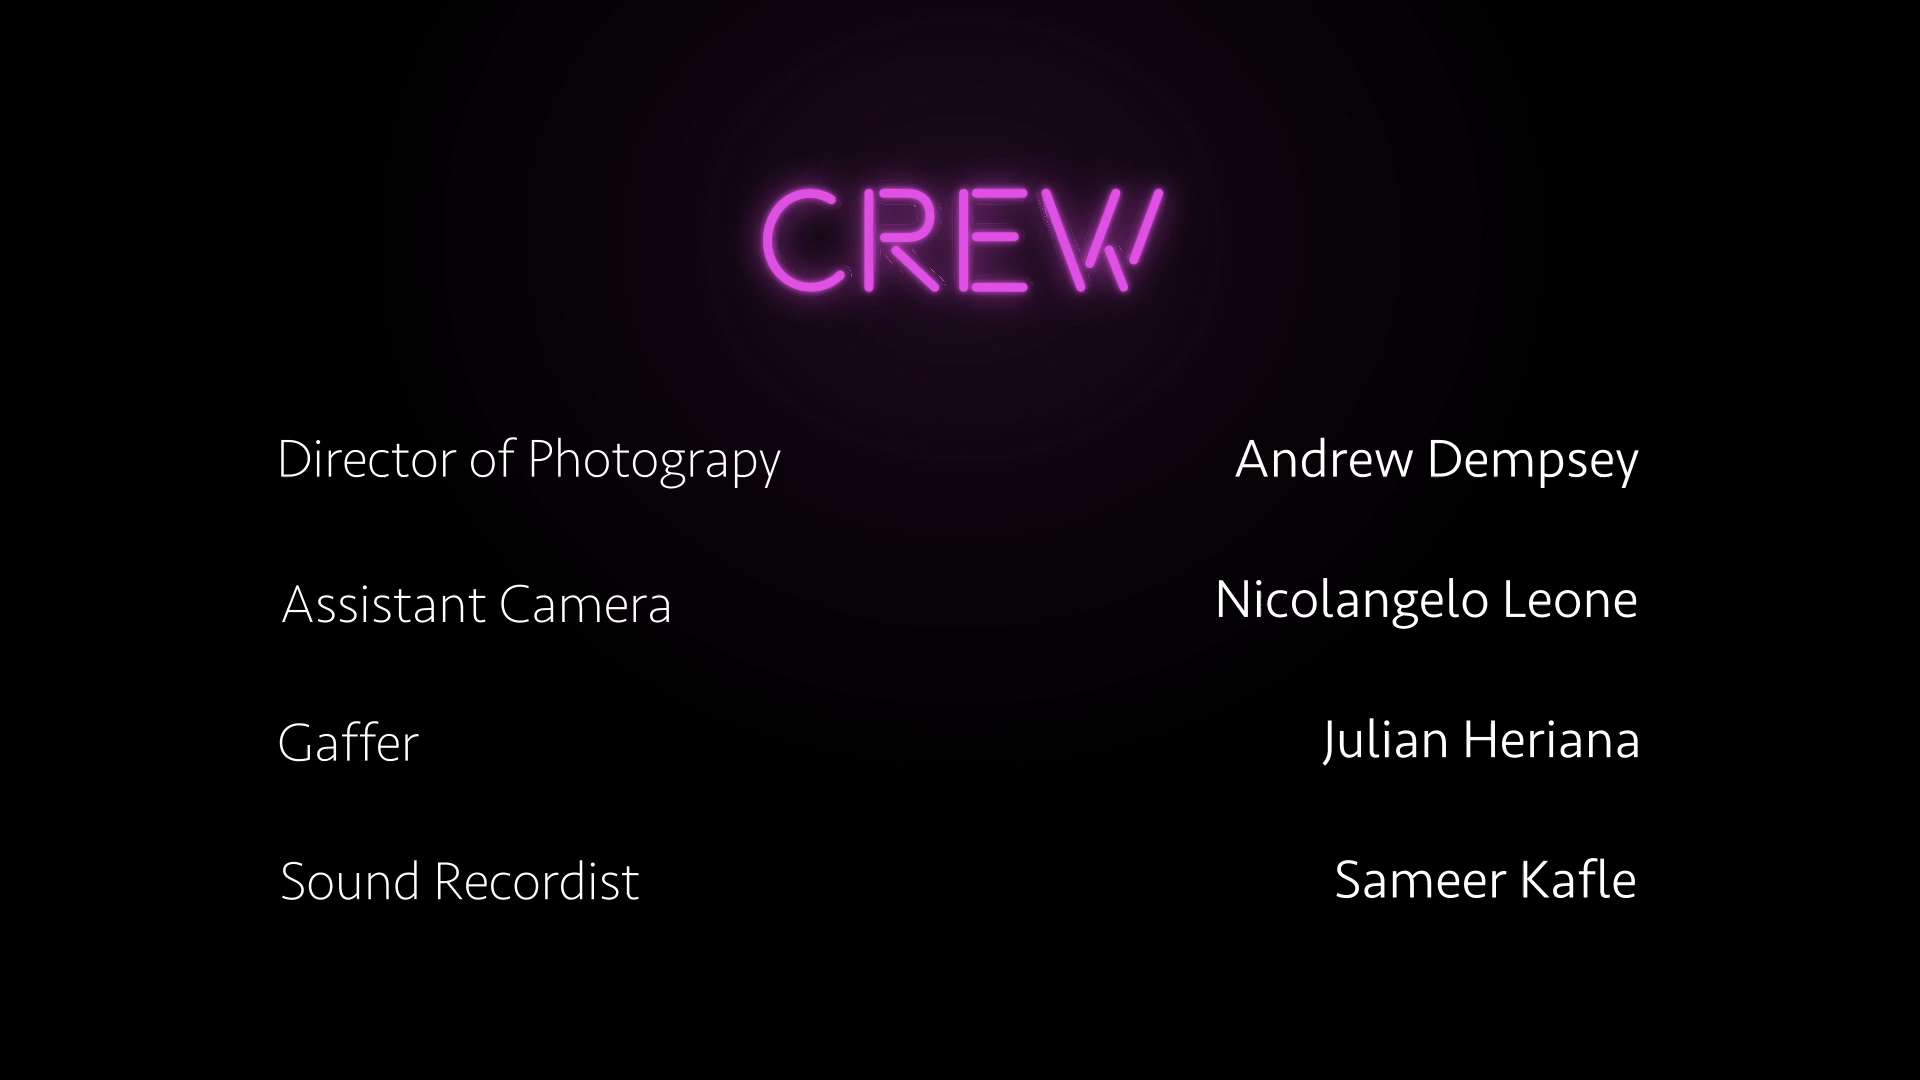 CREW
Director of Photograpy Andrew Dempsey
Assistant Camera Nicolangelo Leone
Gaffer Julian Heriana
Sound Recordist Sameer Kafle